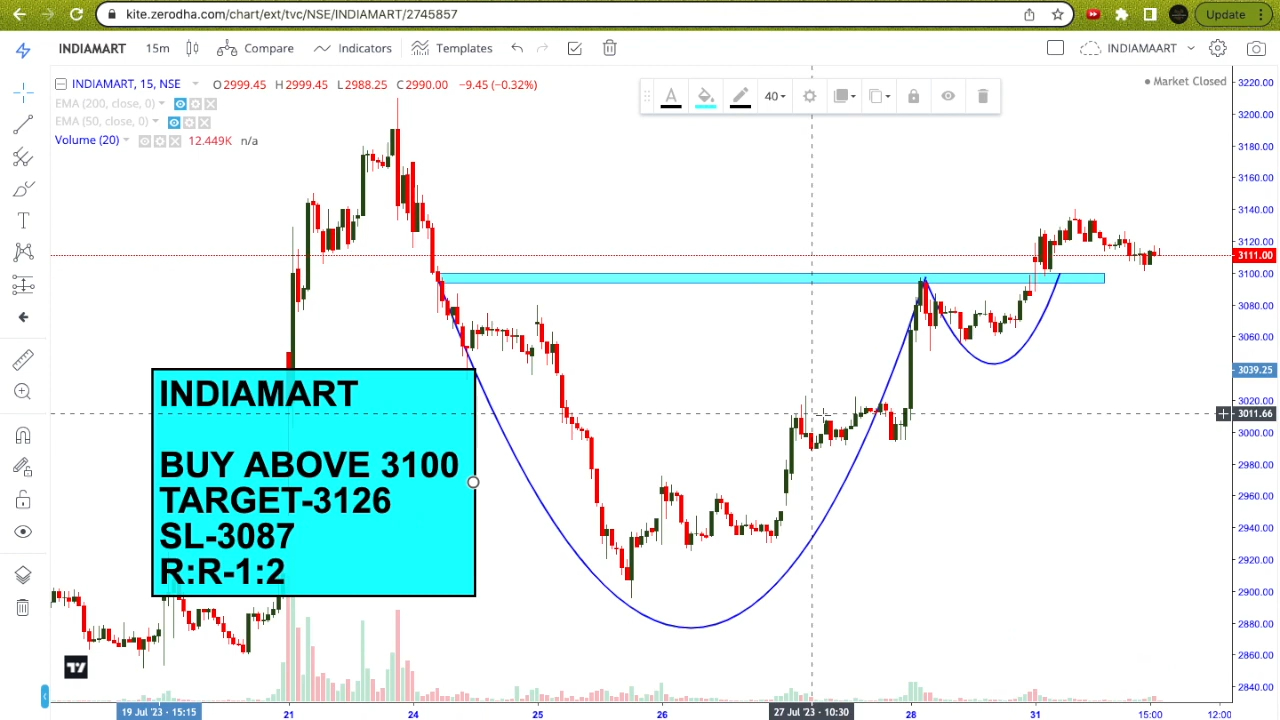 kite.zerodha.com/chart/ext/tvc/NSE/INDIAMART/2745857
Update
INDIAMART 15m Compare Indicators Templates INDIAMAART
INDIAMART, 15, NSE O2999.45 H2999.45 L2988.25 C2990.00 -9.45 (-0.32%)
EMA (200, close, 0)
EMA (50, close, 0)
Volume (20) 12.449K n/a
A 40
Market Closed
3220.00
3200.00
3180.00
3160.00
3140.00
3120.00
3111.00
3100.00
3080.00
3060.00
3039.25
3020.00
3011.66
3000.00
2980.00
2960.00
2940.00
2920.00
2900.00
2880.00
2860.00
2840.00
INDIAMART
BUY ABOVE 3100
TARGET-3126
SL-3087
R:R-1:2
19 Jul '23 - 15:15 21 24 25 26 27 Jul '23 - 10:30 28 31 15:00 12:00